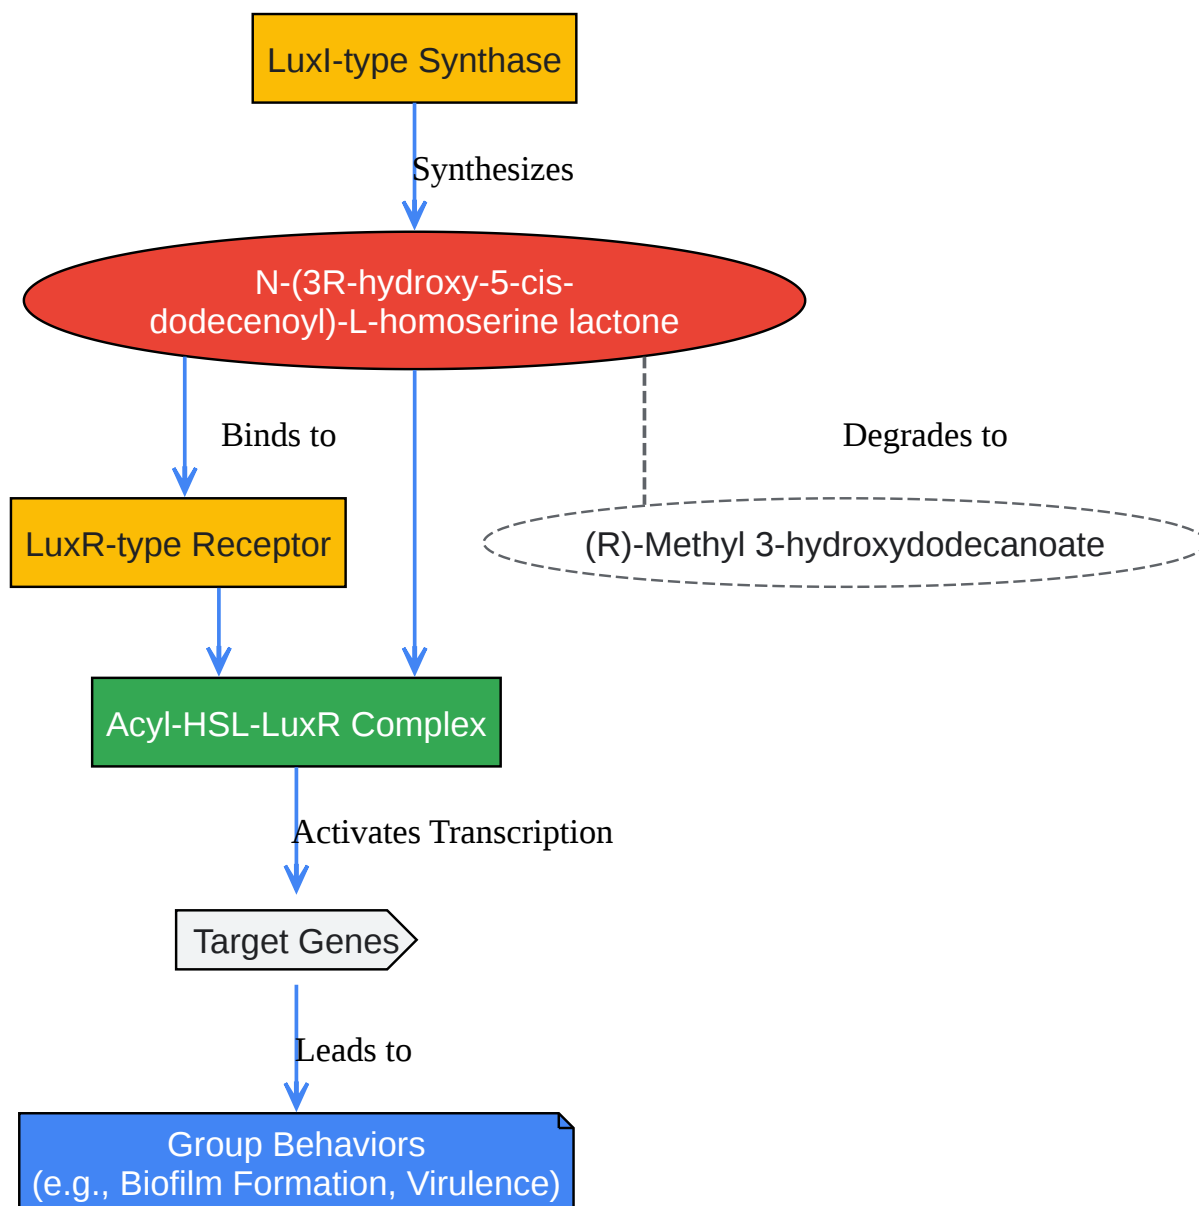 LuxI-type Synthase
Synthesizes
N-(3R-hydroxy-5-cis-
dodecenoyl)-L-homoserine lactone
Binds to
Degrades to
LuxR-type Receptor
(R)-Methyl 3-hydroxydodecanoate
Acyl-HSL-LuxR Complex
Activates Transcription
Target Genes
Leads to
Group Behaviors
(e.g., Biofilm Formation, Virulence)